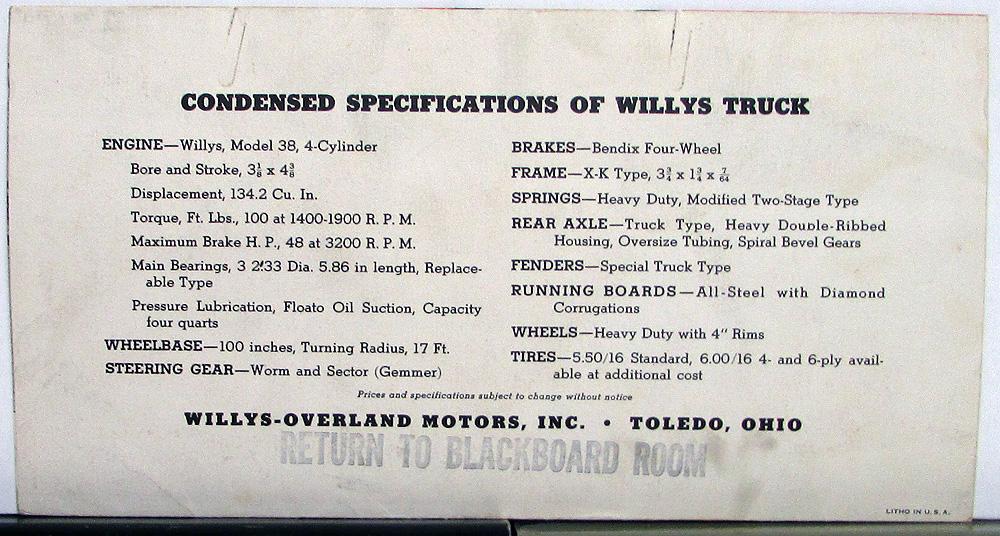 CONDENSED SPECIFICATIONS OF WILLYS TRUCK
ENGINE—Willys, Model 38, 4-Cylinder
Bore and Stroke, 3⅛ x 4⅜
Displacement, 134.2 Cu. In.
Torque, Ft. Lbs., 100 at 1400-1900 R. P. M.
Maximum Brake H. P., 48 at 3200 R. P. M.
Main Bearings, 3 2.33 Dia. 5.86 in length, Replace-
able Type
Pressure Lubrication, Floato Oil Suction, Capacity
four quarts
WHEELBASE—100 inches, Turning Radius, 17 Ft.
STEERING GEAR—Worm and Sector (Gemmer)
BRAKES—Bendix Four-Wheel
FRAME—X-K Type, 3¾ x 1¾ x 7/64
SPRINGS—Heavy Duty, Modified Two-Stage Type
REAR AXLE—Truck Type, Heavy Double-Ribbed
Housing, Oversize Tubing, Spiral Bevel Gears
FENDERS—Special Truck Type
RUNNING BOARDS—All-Steel with Diamond
Corrugations
WHEELS—Heavy Duty with 4" Rims
TIRES—5.50/16 Standard, 6.00/16 4- and 6-ply avail-
able at additional cost
Prices and specifications subject to change without notice
WILLYS-OVERLAND MOTORS, INC. • TOLEDO, OHIO
RETURN TO BLACKBOARD ROOM
LITHO IN U. S. A.